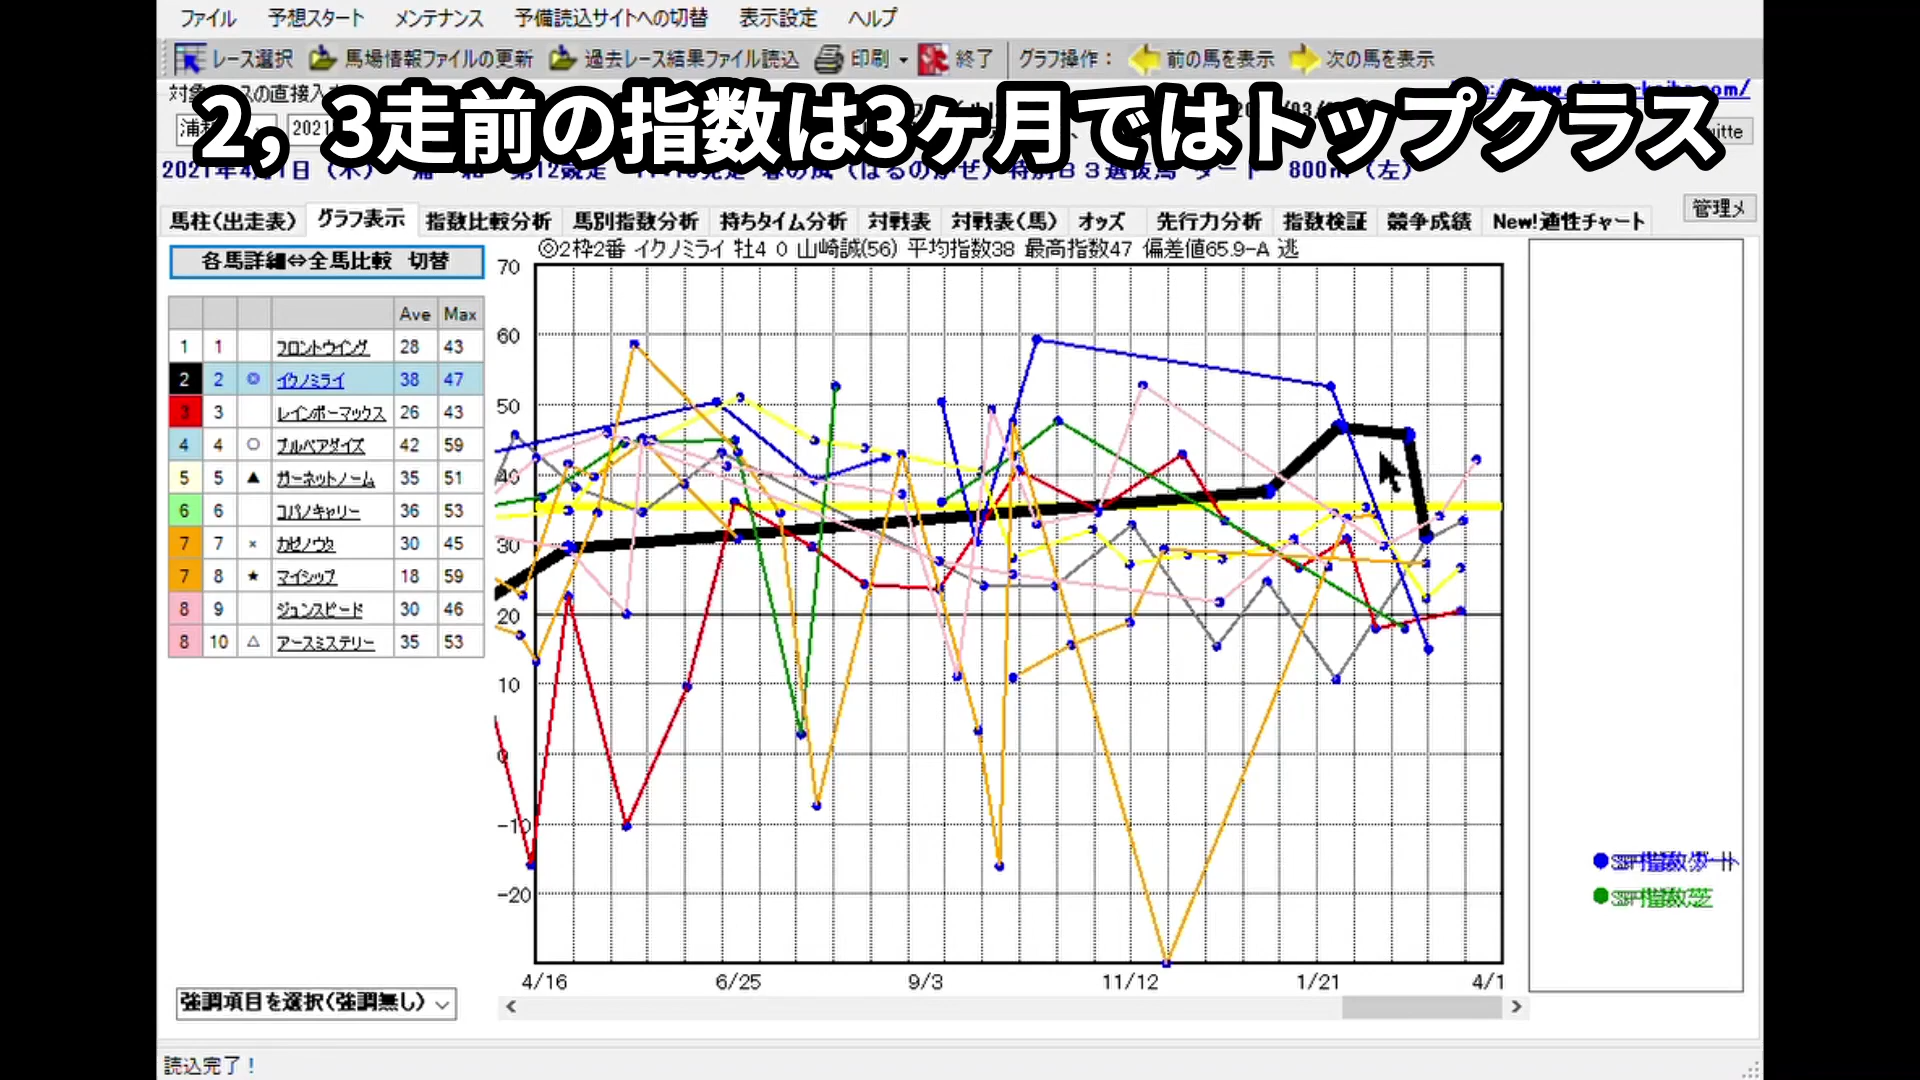 ファイル 予想スタート メンテナンス 予備読込サイトへの切替 表示設定 ヘルプ
レース選択 馬場情報ファイルの更新 過去レース結果ファイル読込 印刷 終了 グラフ操作： 前の馬を表示 次の馬を表示
2，3走前の指数は3ヶ月ではトップクラス
2021
800m（左）
馬柱（出走表） グラフ表示 指数比較分析 馬別指数分析 持ちタイム分析 対戦表 対戦表（馬） オッズ 先行力分析 指数検証 競争成績 New!適性チャート
管理メ
各馬詳細⇔全馬比較 切替
◎2枠2番 イクノミライ 牡4 0 山崎誠(56) 平均指数38 最高指数47 偏差値65.9-A 逃
Ave Max
1 1 フロントウイング 28 43
2 2 ◎ イクノミライ 38 47
3 3 レインボーマックス 26 43
4 4 ○ ブルベアダイズ 42 59
5 5 ▲ ガーネットノーム 35 51
6 6 コパノキャリー 36 53
7 7 × カゼノウタ 30 45
7 8 ★ マイシップ 18 59
8 9 ジュンスピード 30 46
8 10 △ アースミステリー 35 53
70
60
50
40
30
20
10
0
-10
-20
4/16 6/25 9/3 11/12 1/21 4/1
強調項目を選択（強調無し）
読込完了！